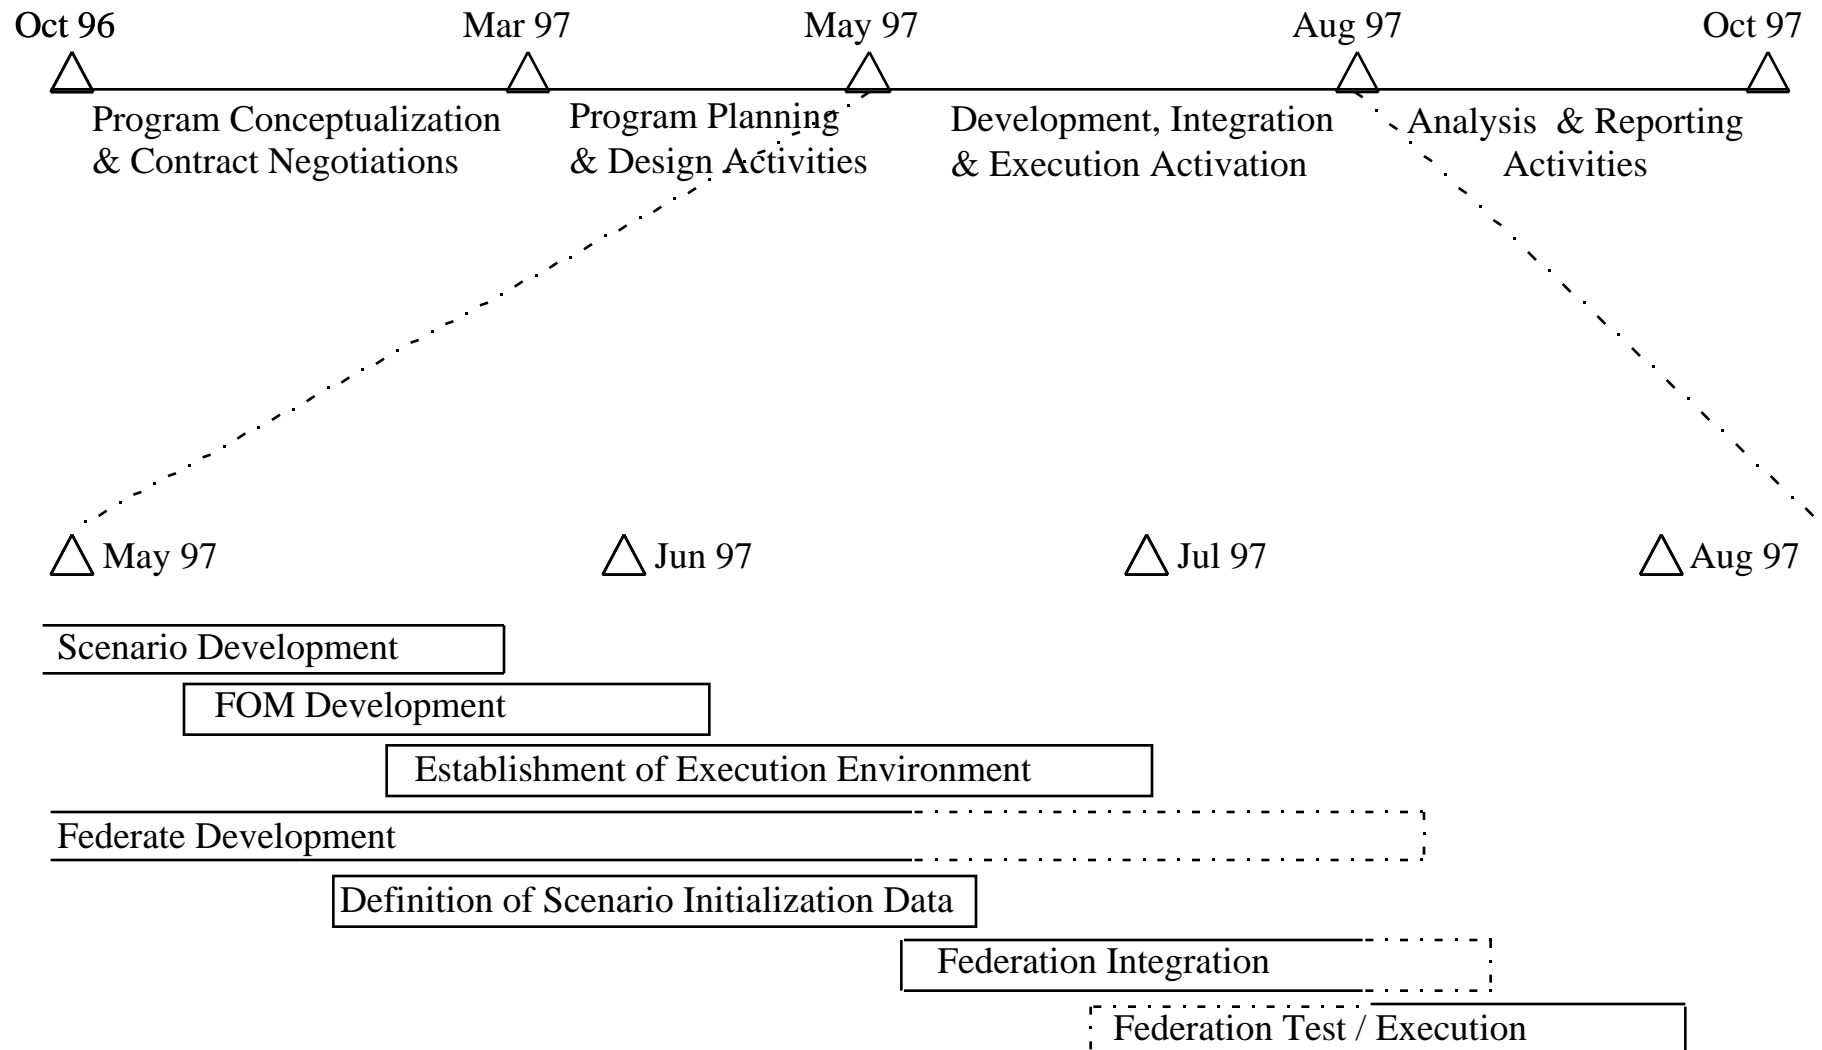 Oct 96
Mar 97
May 97
Aug 97
Oct 97
Program Conceptualization
& Contract Negotiations
Program Planning
& Design Activities
Development, Integration
& Execution Activation
Analysis & Reporting
Activities
May 97
Jun 97
Jul 97
Aug 97
Scenario Development
FOM Development
Establishment of Execution Environment
Federate Development
Definition of Scenario Initialization Data
Federation Integration
Federation Test / Execution